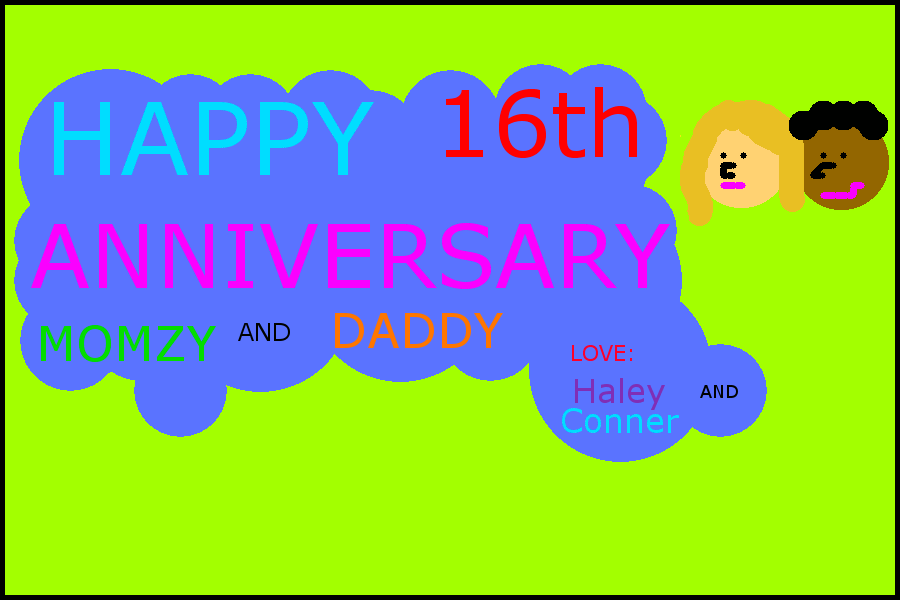 HAPPY 16th
ANNIVERSARY
MOMZY AND DADDY
LOVE:
Haley AND
Conner